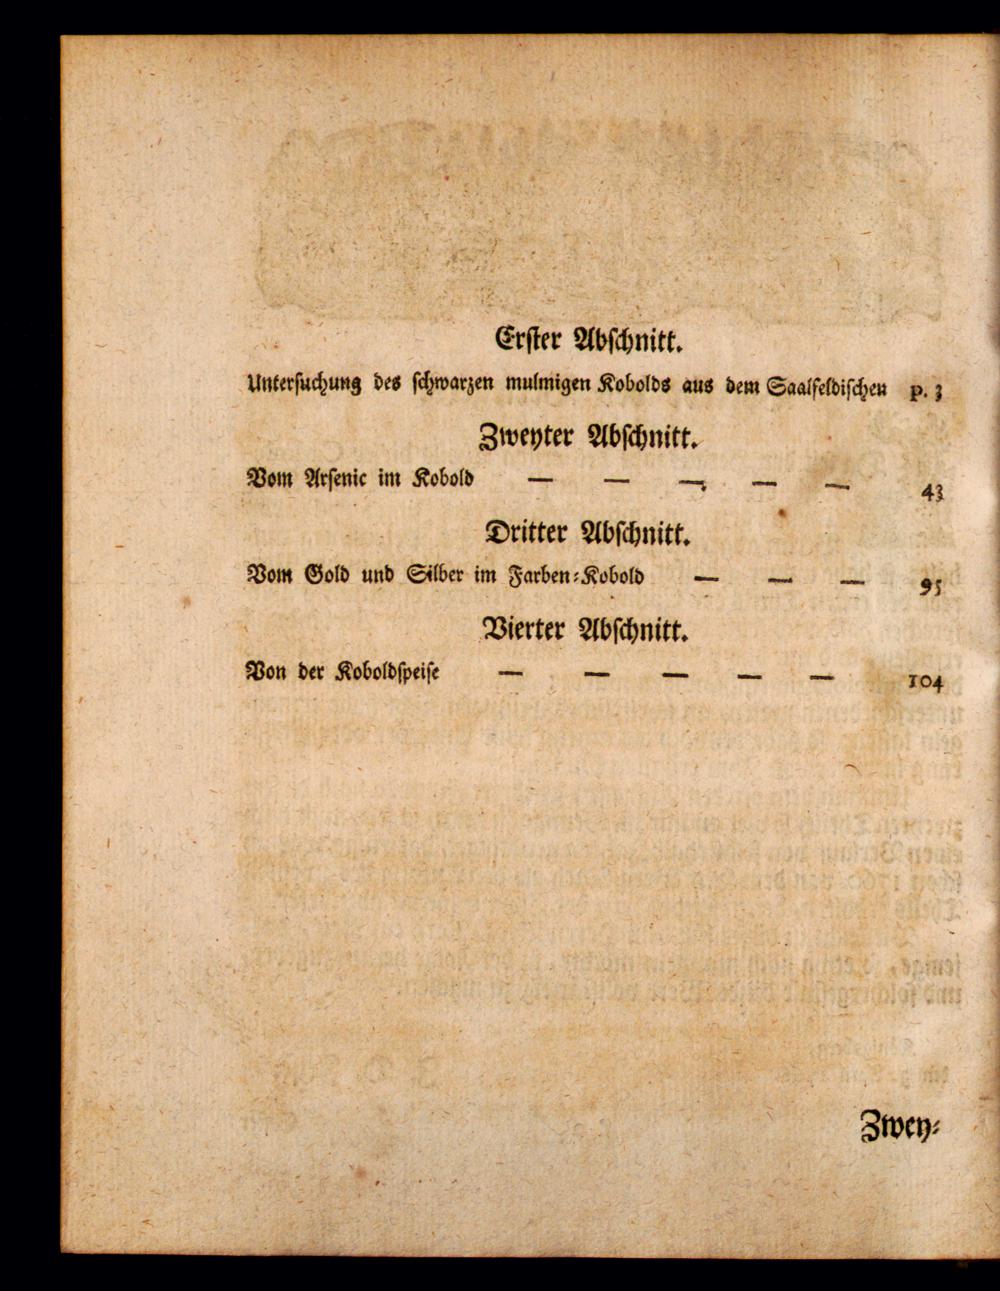 Erſter Abſchnitt.
Unterſuchung des ſchwarzen mulmigen Kobolds aus dem Saalfeldiſchen p. 3
Zweyter Abſchnitt.
Vom Arſenic im Kobold — — — — — 43
Dritter Abſchnitt.
Vom Gold und Silber im Farben⸗Kobold — — — 95
Vierter Abſchnitt.
Von der Koboldſpeiſe — — — — — 104
Zwey⸗